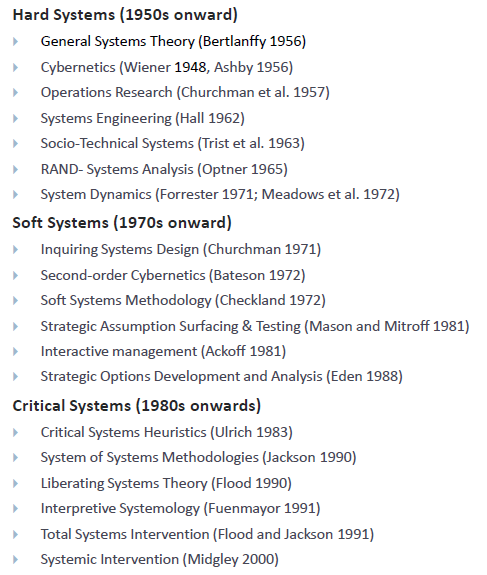 Hard Systems (1950s onward)
General Systems Theory (Bertlanffy 1956)
Cybernetics (Wiener 1948, Ashby 1956)
Operations Research (Churchman et al. 1957)
Systems Engineering (Hall 1962)
Socio-Technical Systems (Trist et al. 1963)
RAND- Systems Analysis (Optner 1965)
System Dynamics (Forrester 1971; Meadows et al. 1972)
Soft Systems (1970s onward)
Inquiring Systems Design (Churchman 1971)
Second-order Cybernetics (Bateson 1972)
Soft Systems Methodology (Checkland 1972)
Strategic Assumption Surfacing & Testing (Mason and Mitroff 1981)
Interactive management (Ackoff 1981)
Strategic Options Development and Analysis (Eden 1988)
Critical Systems (1980s onwards)
Critical Systems Heuristics (Ulrich 1983)
System of Systems Methodologies (Jackson 1990)
Liberating Systems Theory (Flood 1990)
Interpretive Systemology (Fuenmayor 1991)
Total Systems Intervention (Flood and Jackson 1991)
Systemic Intervention (Midgley 2000)